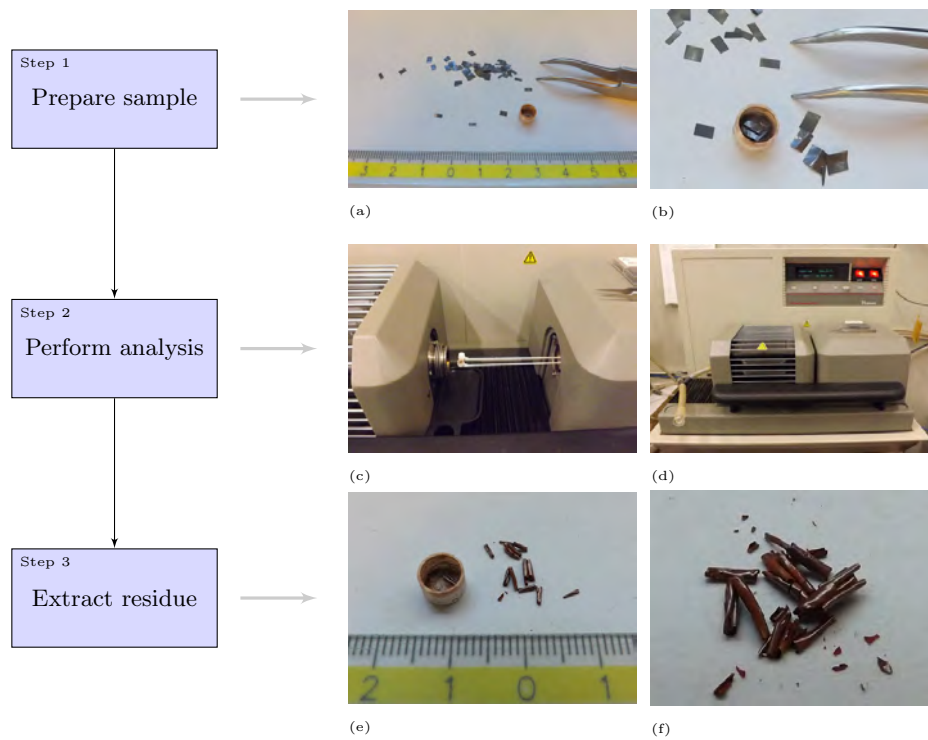 Step 1
Prepare sample
3 2 1 0 1 2 3 4 5 6
(a)
(b)
Step 2
Perform analysis
(c)
(d)
Step 3
Extract residue
2 1 0 1
(e)
(f)